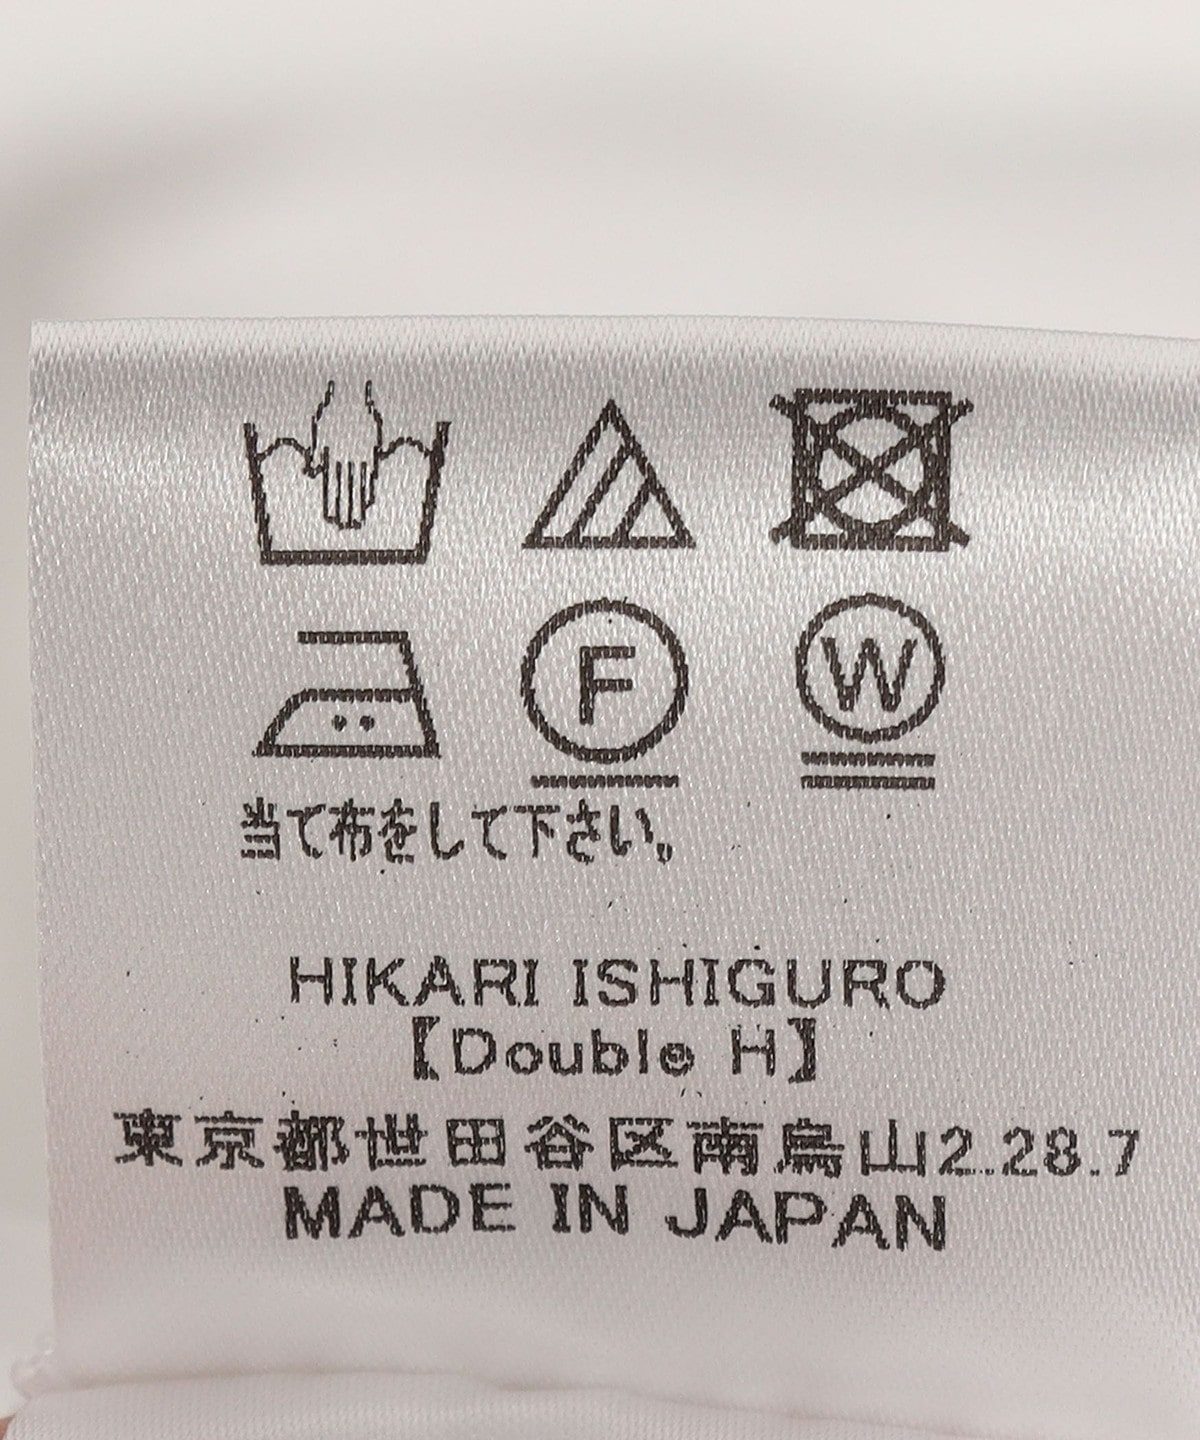 F W
当て布をして下さい。
HIKARI ISHIGURO
【Double H】
東京都世田谷区南烏山2.28.7
MADE IN JAPAN